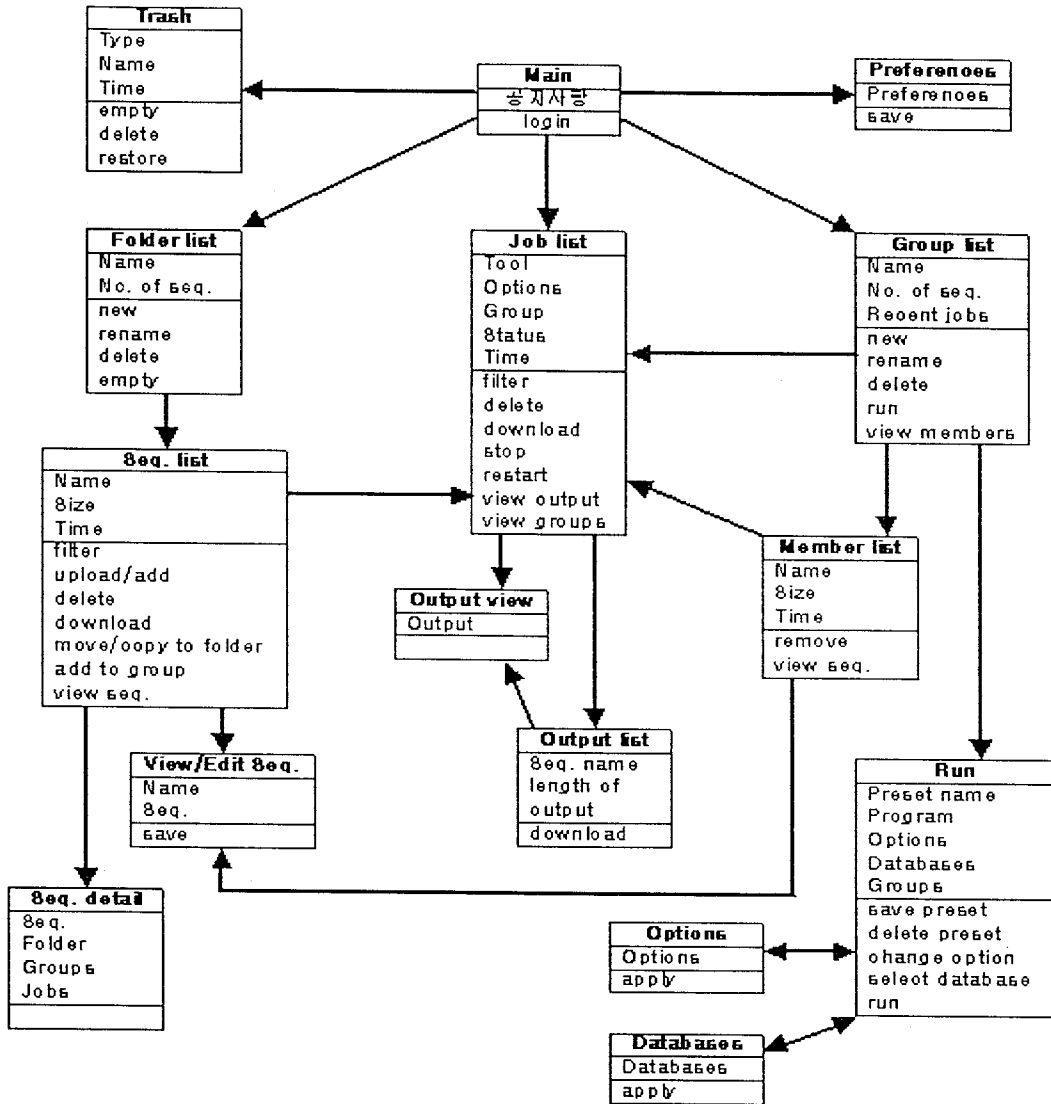 Trash
Type
Name
Time
empty
delete
restore
Main
공지사항
login
Preferences
Preferences
save
Folder list
Name
No. of seq.
new
rename
delete
empty
Job list
Tool
Options
Group
Status
Time
filter
delete
download
stop
restart
view output
view groups
Group list
Name
No. of seq.
Recent jobs
new
rename
delete
run
view members
Seq. list
Name
Size
Time
filter
upload/add
delete
download
move/copy to folder
add to group
view seq.
Output view
Output
Member list
Name
Size
Time
remove
view seq.
View/Edit Seq.
Name
Seq.
save
Output list
Seq. name
length of
output
download
Run
Preset name
Program
Options
Databases
Groups
save preset
delete preset
change option
select database
run
Seq. detail
Seq.
Folder
Groups
Jobs
Options
Options
apply
Databases
Databases
apply